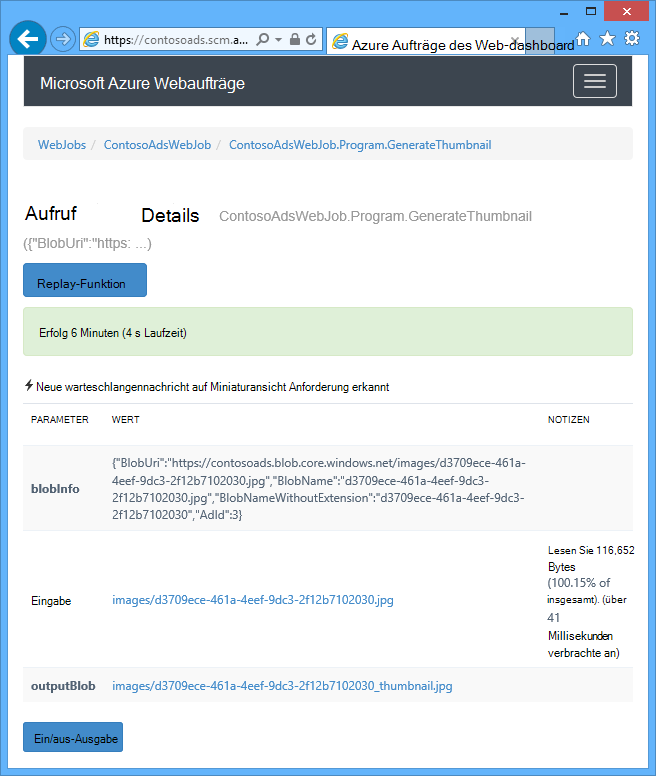 https://contosoads.scm.a...
Azure Aufträge des Web-dashboard
Microsoft Azure Webaufträge
WebJobs / ContosoAdsWebJob / ContosoAdsWebJob.Program.GenerateThumbnail
Aufruf Details ContosoAdsWebJob.Program.GenerateThumbnail
({"BlobUri":"https: ...)
Replay-Funktion
Erfolg 6 Minuten (4 s Laufzeit)
Neue warteschlangennachricht auf Miniaturansicht Anforderung erkannt
PARAMETER WERT NOTIZEN
blobInfo
{"BlobUri":"https://contosoads.blob.core.windows.net/images/d3709ece-461a-
4eef-9dc3-2f12b7102030.jpg","BlobName":"d3709ece-461a-4eef-9dc3-
2f12b7102030.jpg","BlobNameWithoutExtension":"d3709ece-461a-4eef-9dc3-
2f12b7102030","AdId":3}
Eingabe
images/d3709ece-461a-4eef-9dc3-2f12b7102030.jpg
Lesen Sie 116,652
Bytes
(100.15% of
insgesamt). (über
41
Millisekunden
verbrachte an)
outputBlob
images/d3709ece-461a-4eef-9dc3-2f12b7102030_thumbnail.jpg
Ein/aus-Ausgabe